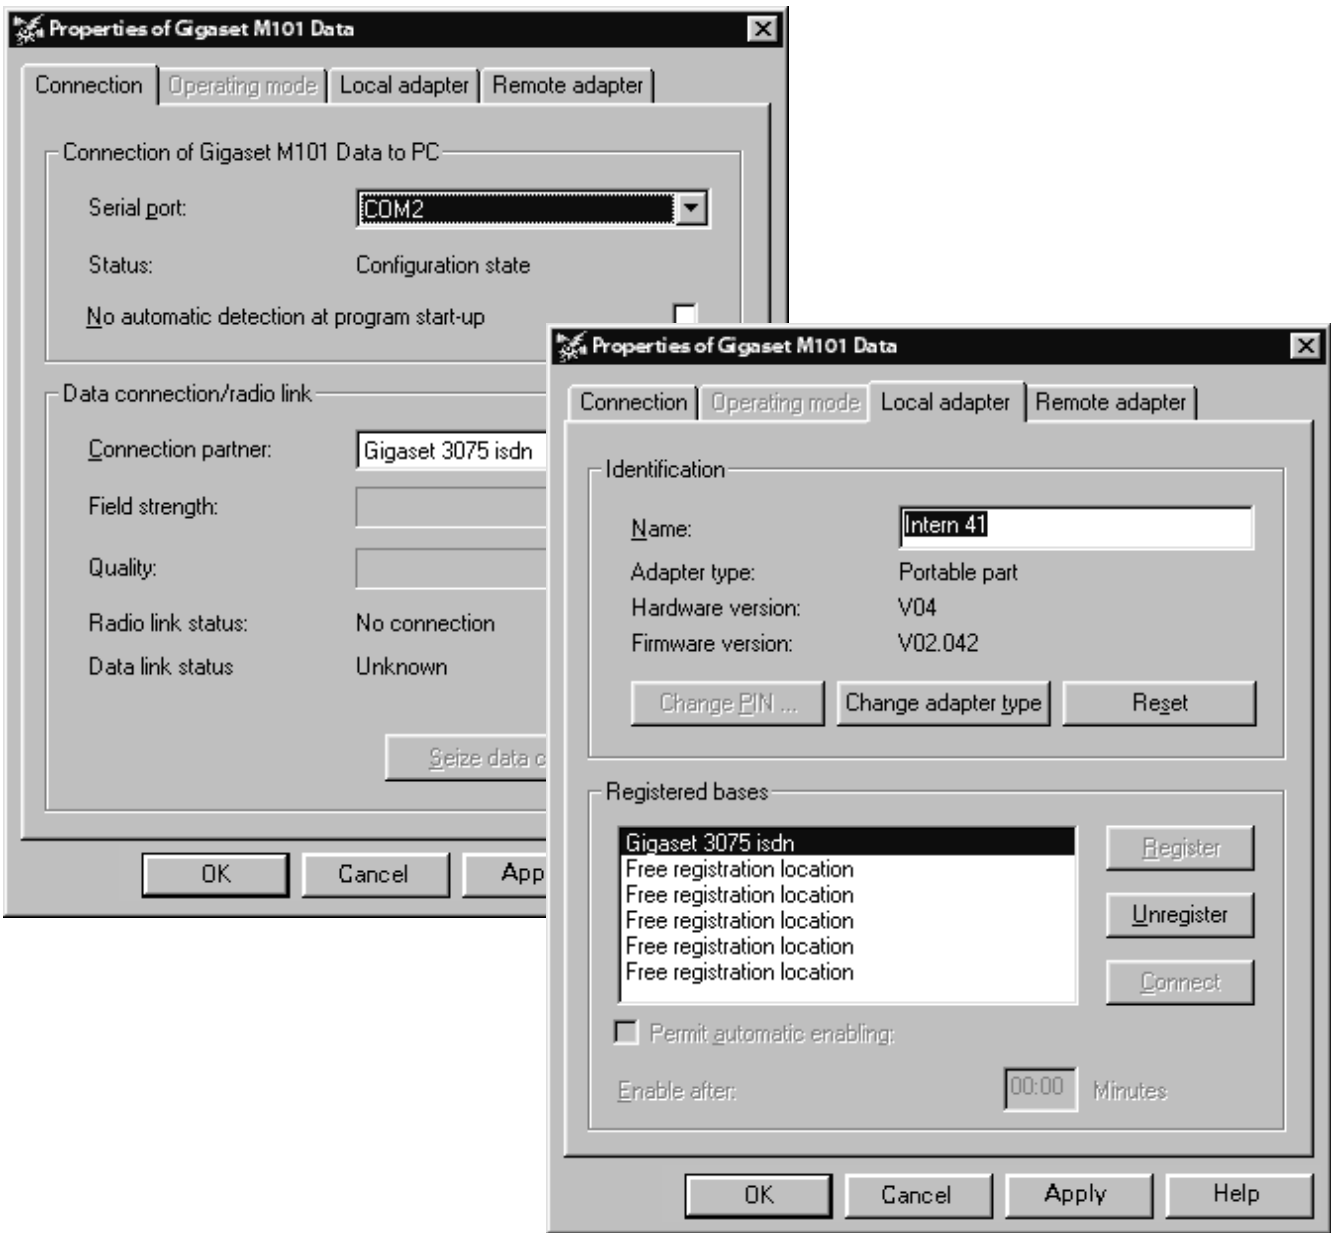 Properties of Gigaset M101 Data
Connection Operating mode Local adapter Remote adapter
Connection of Gigaset M101 Data to PC
Serial port: COM2
Status: Configuration state
No automatic detection at program start-up
Data connection/radio link
Connection partner: Gigaset 3075 isdn
Field strength:
Quality:
Radio link status: No connection
Data link status Unknown
Seize data c
OK Cancel App
Properties of Gigaset M101 Data
Connection Operating mode Local adapter Remote adapter
Identification
Name: Intern 41
Adapter type: Portable part
Hardware version: V04
Firmware version: V02.042
Change PIN ... Change adapter type Reset
Registered bases
Gigaset 3075 isdn
Free registration location
Free registration location
Free registration location
Free registration location
Free registration location
Register
Unregister
Connect
Permit automatic enabling:
Enable after: 00:00 Minutes
OK Cancel Apply Help